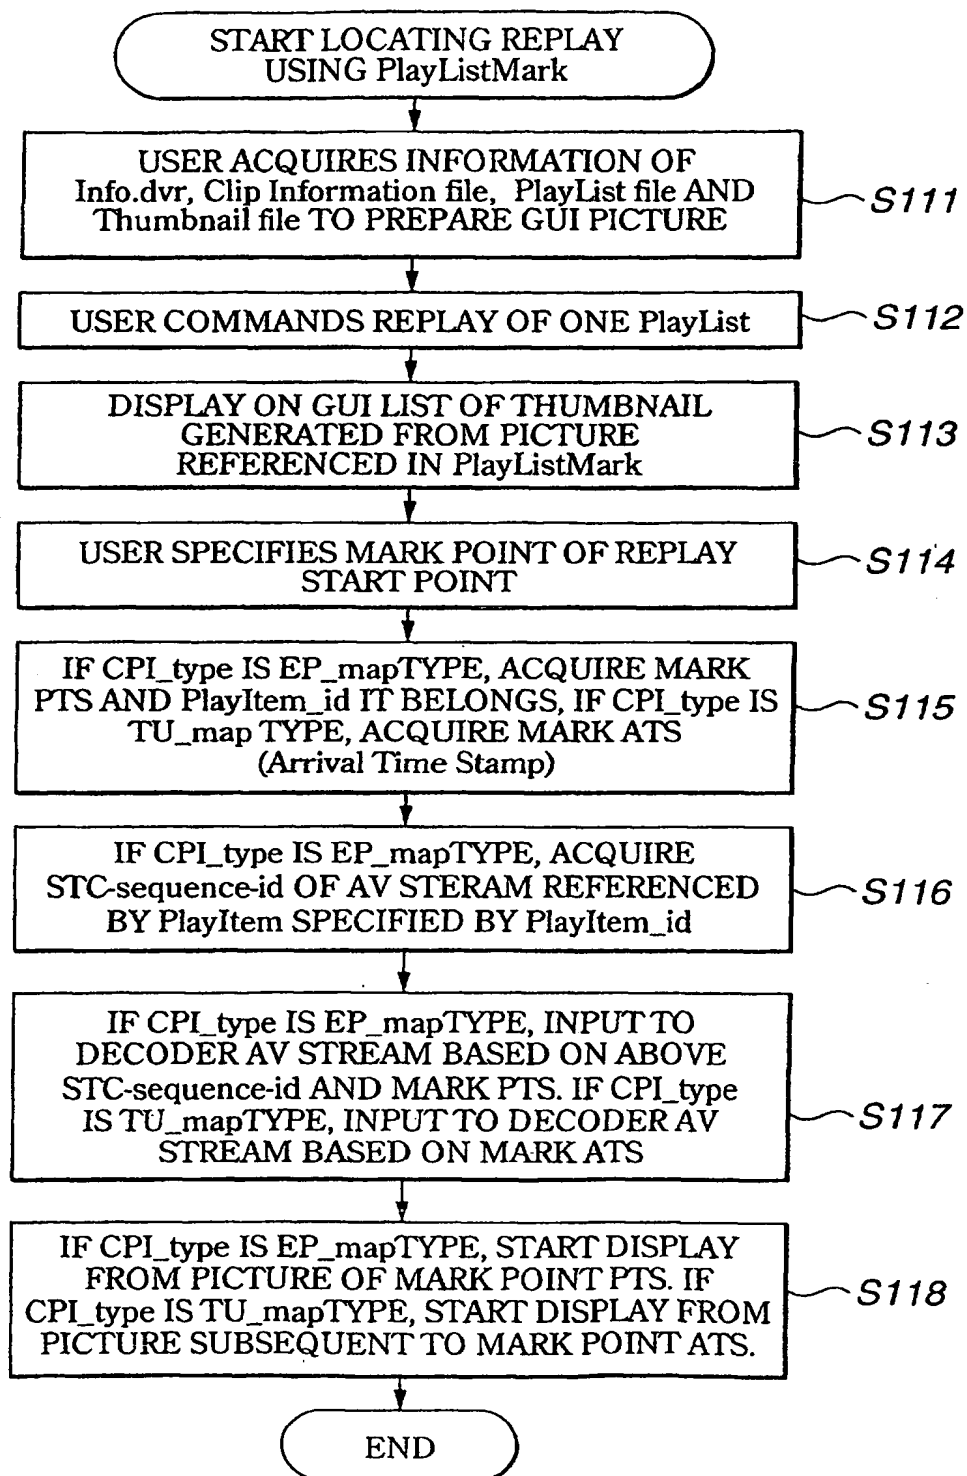 START LOCATING REPLAY
USING PlayListMark
USER ACQUIRES INFORMATION OF
Info.dvr, Clip Information file, PlayList file AND
Thumbnail file TO PREPARE GUI PICTURE
S111
USER COMMANDS REPLAY OF ONE PlayList
S112
DISPLAY ON GUI LIST OF THUMBNAIL
GENERATED FROM PICTURE
REFERENCED IN PlayListMark
S113
USER SPECIFIES MARK POINT OF REPLAY
START POINT
S114
IF CPI_type IS EP_mapTYPE, ACQUIRE MARK
PTS AND PlayItem_id IT BELONGS, IF CPI_type IS
TU_map TYPE, ACQUIRE MARK ATS
(Arrival Time Stamp)
S115
IF CPI_type IS EP_mapTYPE, ACQUIRE
STC-sequence-id OF AV STERAM REFERENCED
BY PlayItem SPECIFIED BY PlayItem_id
S116
IF CPI_type IS EP_mapTYPE, INPUT TO
DECODER AV STREAM BASED ON ABOVE
STC-sequence-id AND MARK PTS. IF CPI_type
IS TU_mapTYPE, INPUT TO DECODER AV
STREAM BASED ON MARK ATS
S117
IF CPI_type IS EP_mapTYPE, START DISPLAY
FROM PICTURE OF MARK POINT PTS. IF
CPI_type IS TU_mapTYPE, START DISPLAY FROM
PICTURE SUBSEQUENT TO MARK POINT ATS.
S118
END